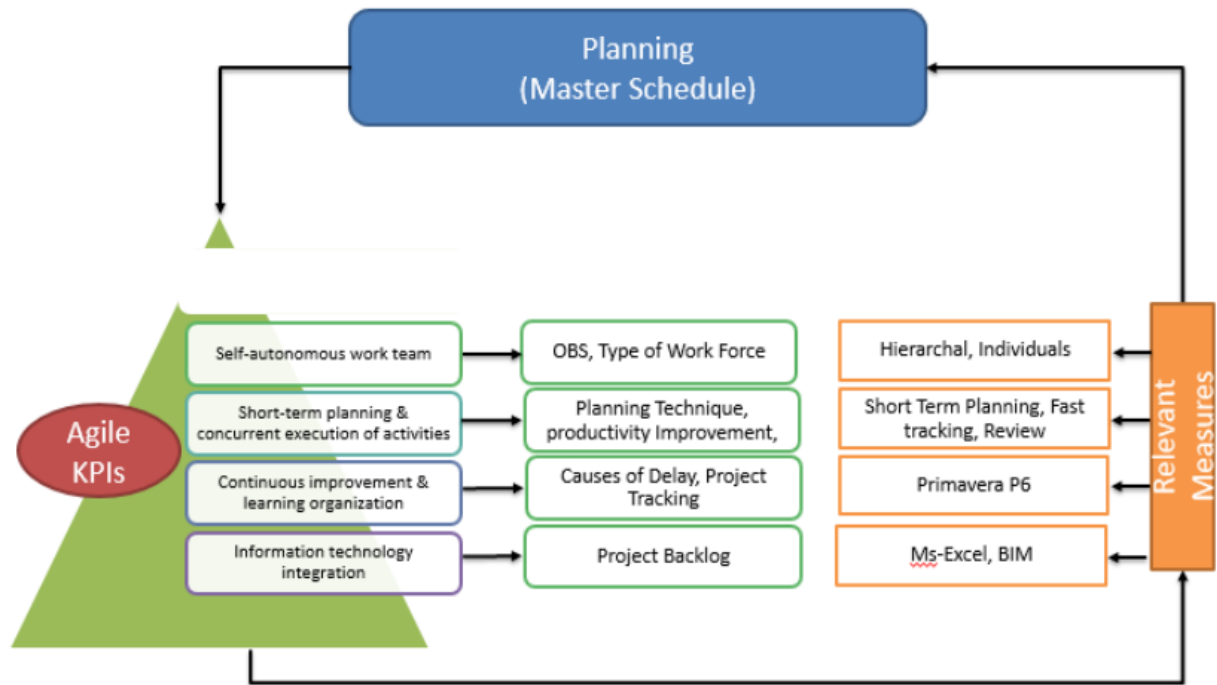 Planning
(Master Schedule)
Self-autonomous work team
OBS, Type of Work Force
Hierarchal, Individuals
Short-term planning &
concurrent execution of activities
Planning Technique,
productivity Improvement,
Short Term Planning, Fast
tracking, Review
Agile
KPIs
Continuous improvement &
learning organization
Causes of Delay, Project
Tracking
Primavera P6
Information technology
integration
Project Backlog
Ms-Excel, BIM
Relevant
Measures